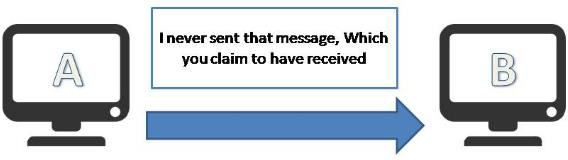 I never sent that message, Which
you claim to have received
A
B